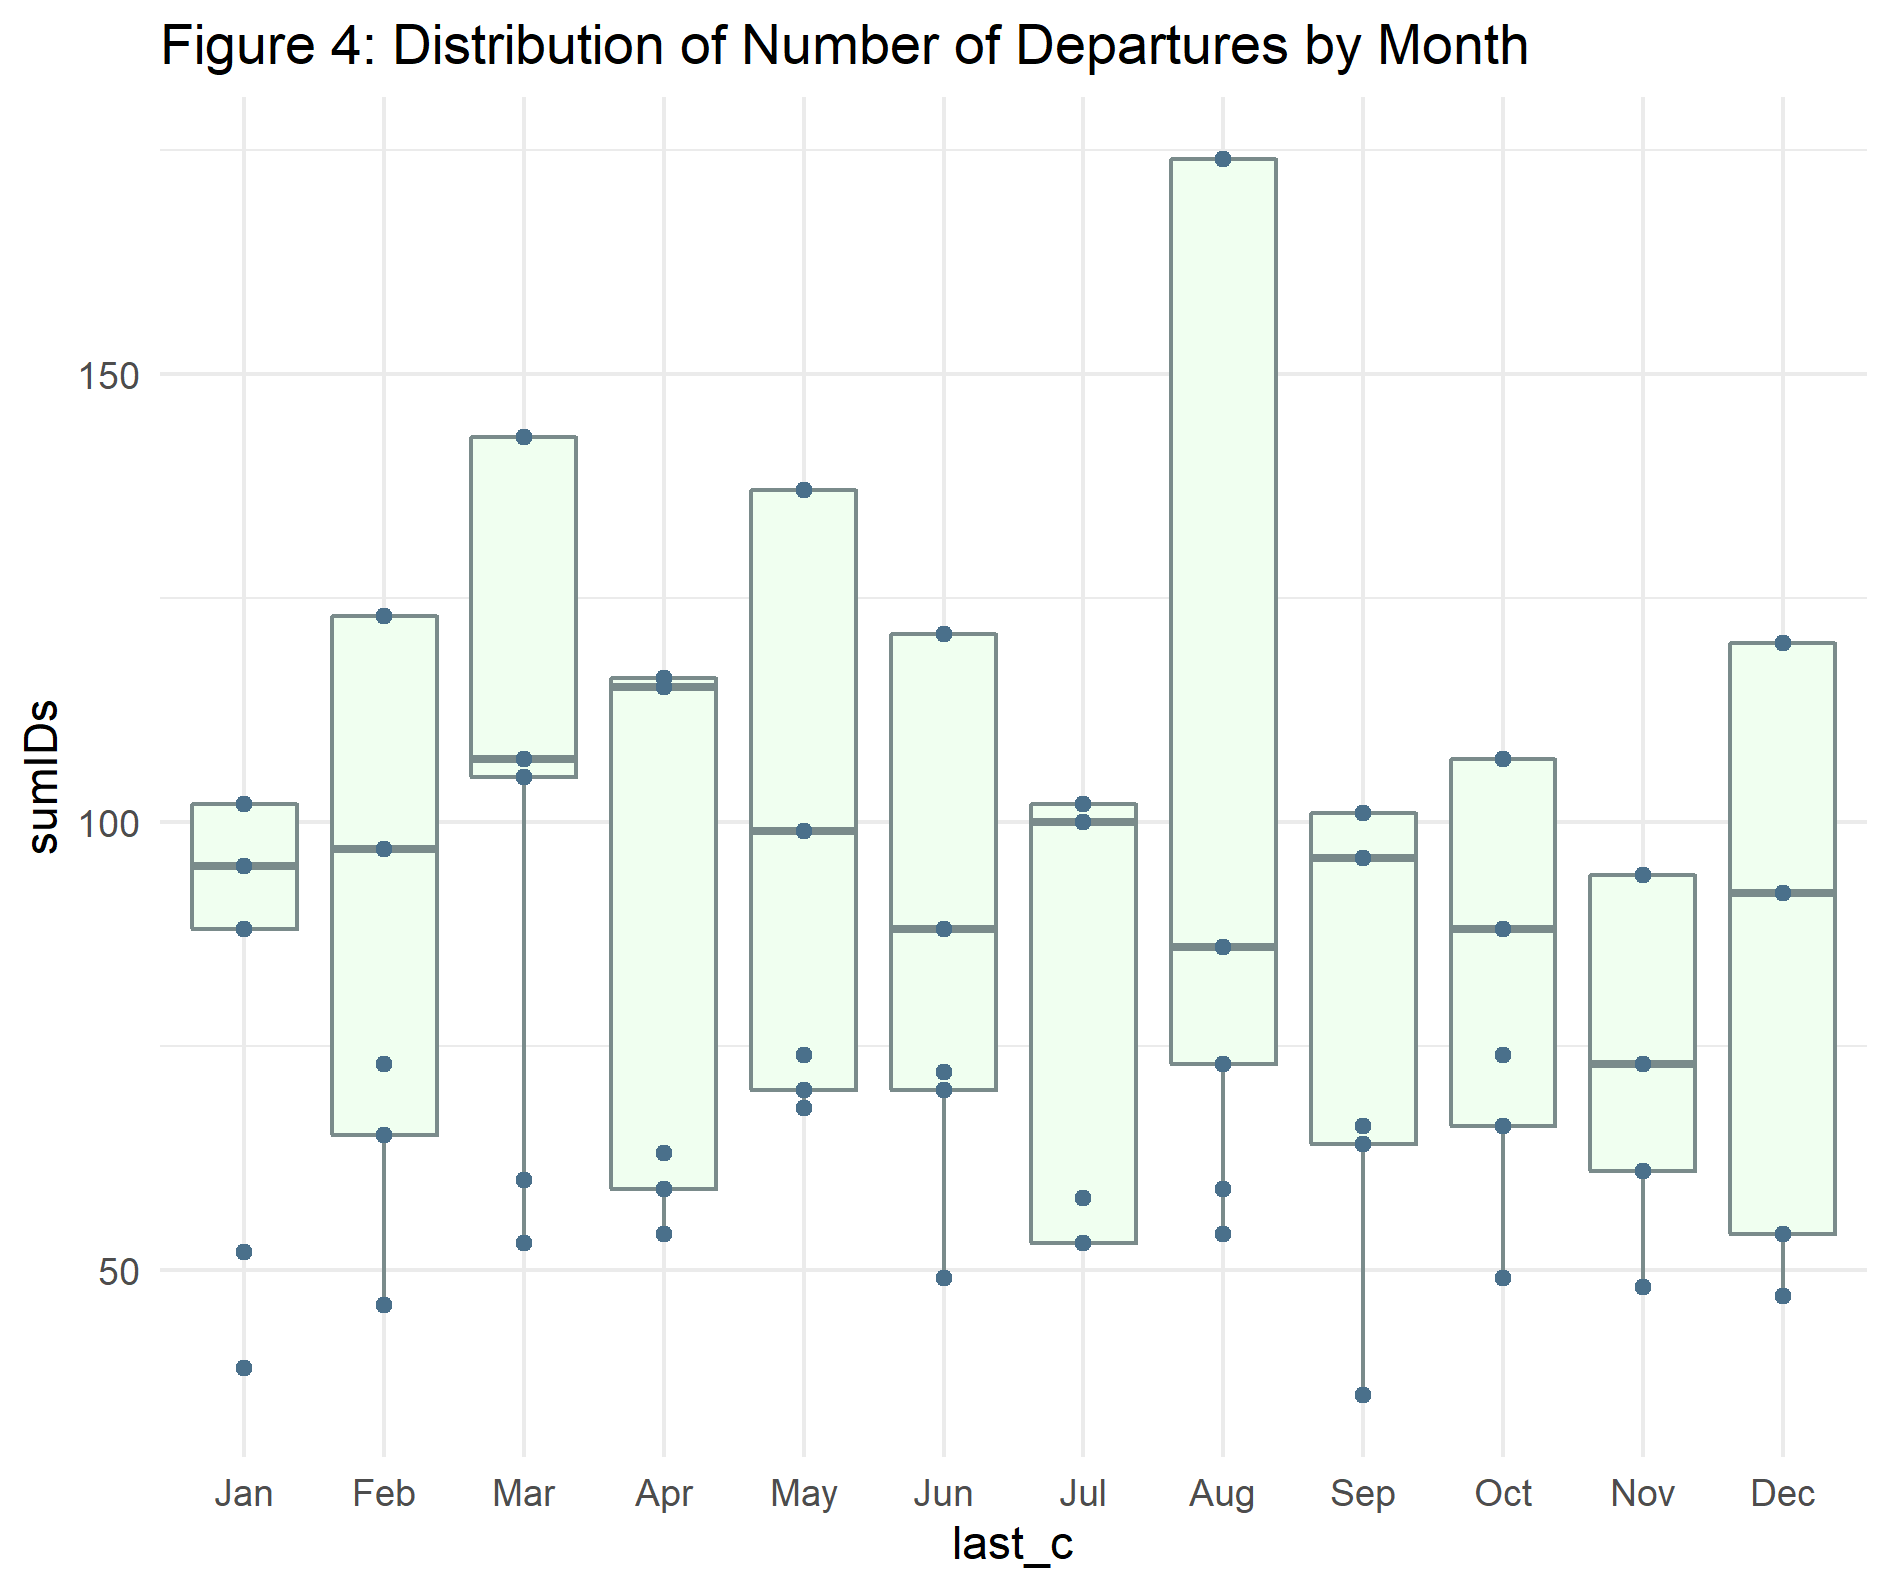 Figure 4: Distribution of Number of Departures by Month
sumIDs
150
100
50
Jan Feb Mar Apr May Jun Jul Aug Sep Oct Nov Dec
last_c